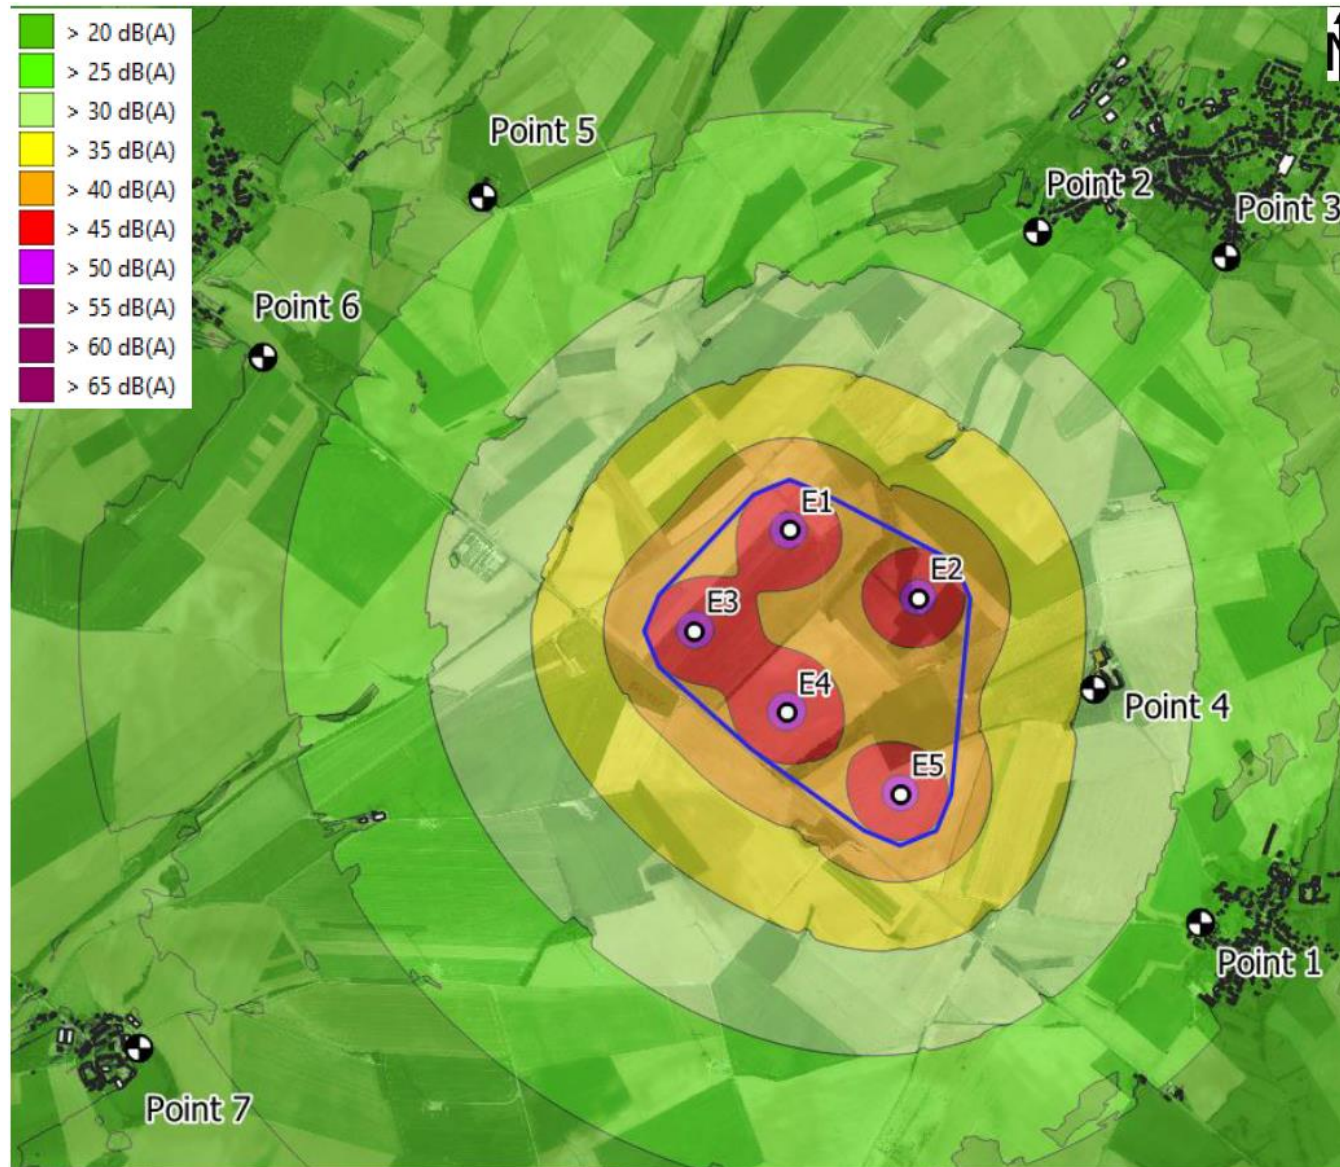 > 20 dB(A)
> 25 dB(A)
> 30 dB(A)
> 35 dB(A)
> 40 dB(A)
> 45 dB(A)
> 50 dB(A)
> 55 dB(A)
> 60 dB(A)
> 65 dB(A)
Point 5
Point 2
Point 3
Point 6
E1
E2
E3
E4
Point 4
E5
Point 1
Point 7